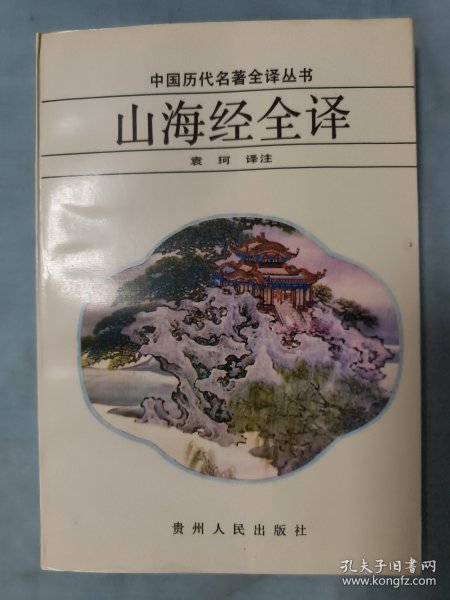 中国历代名著全译丛书
山海经全译
袁珂 译注
贵州人民出版社
孔夫子旧书网
www.kongfz.com